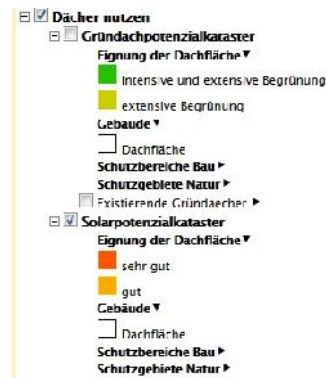 Dächer nutzen
Gründachpotenzialkataster
Eignung der Dachfläche
Intensive und extensive Begrünung
extensive Begrünung
Gebäude
Dachfläche
Schutzbereiche Bau
Schutzgebiete Natur
Existierende Gründaecher
Solarpotenzialkataster
Eignung der Dachfläche
sehr gut
gut
Gebäude
Dachfläche
Schutzbereiche Bau
Schutzgebiete Natur